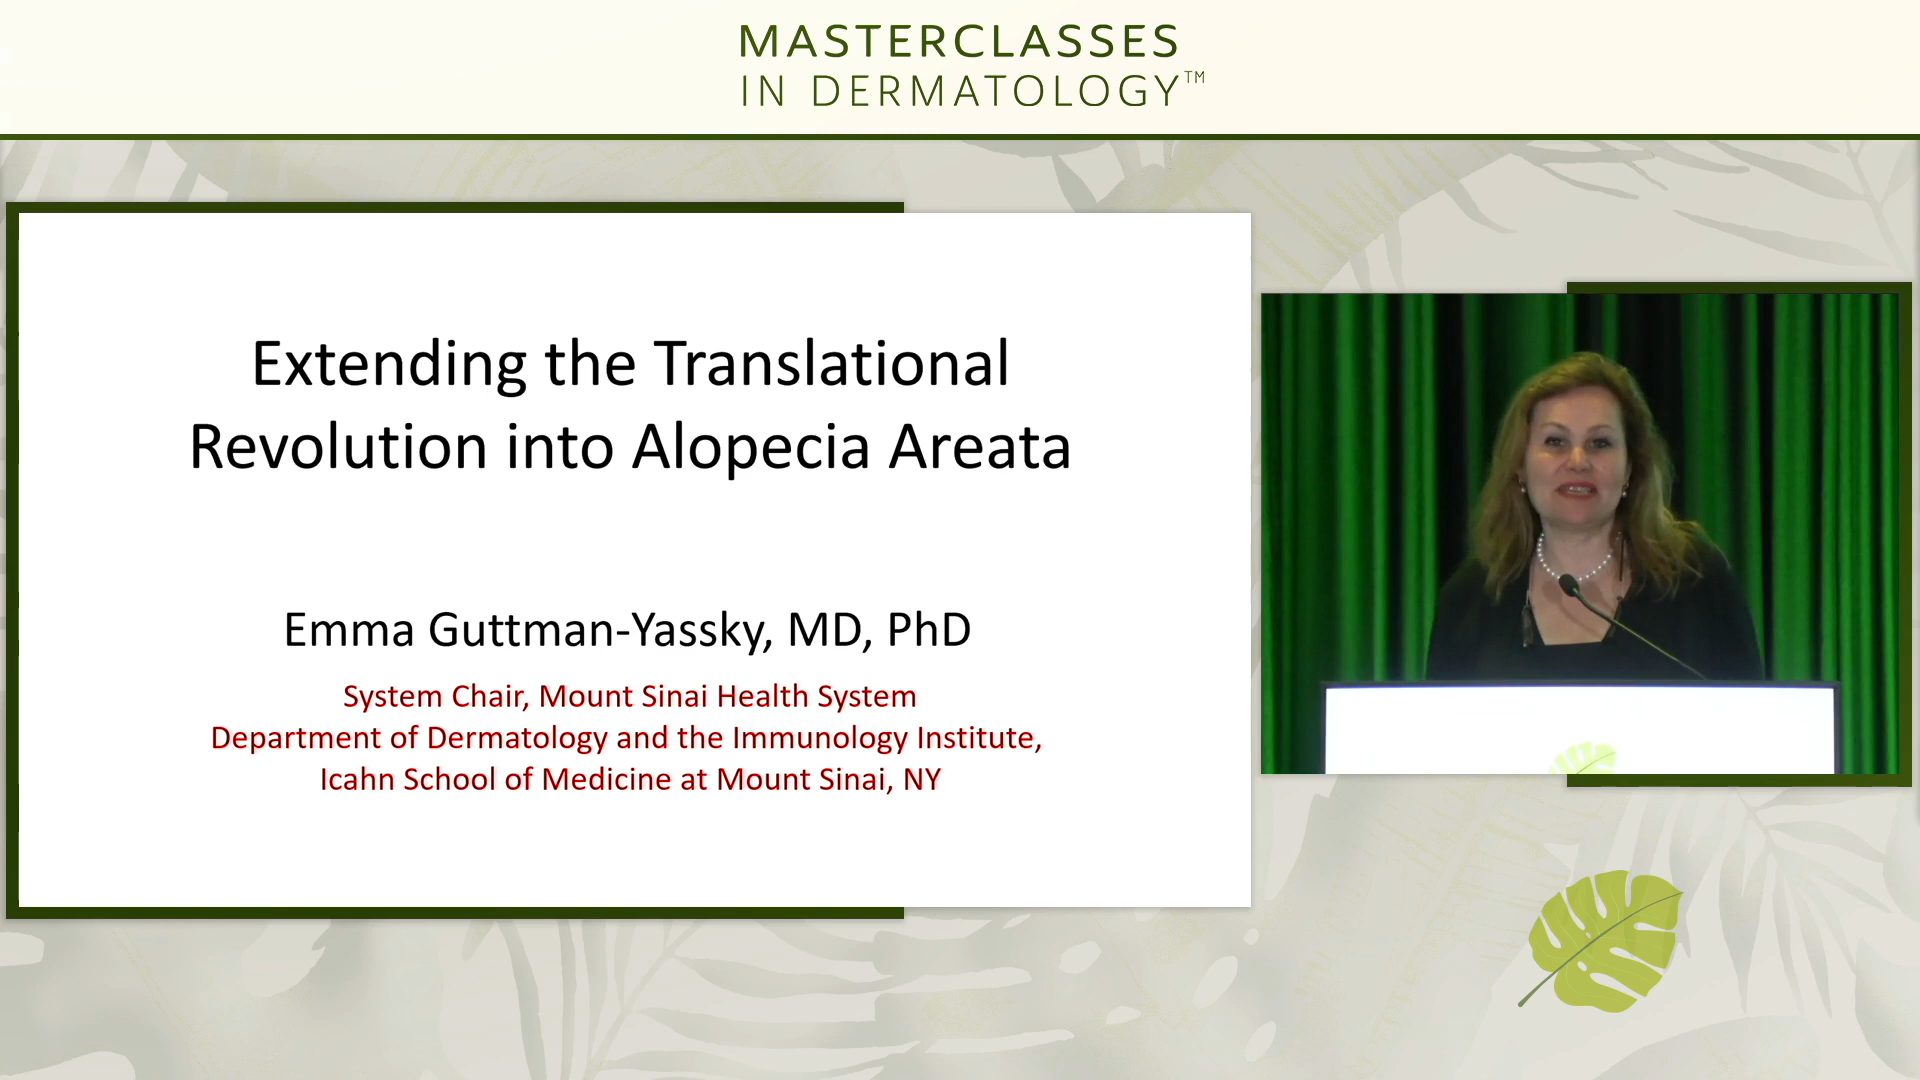 MASTERCLASSES
IN DERMATOLOGY™
Extending the Translational
Revolution into Alopecia Areata
Emma Guttman-Yassky, MD, PhD
System Chair, Mount Sinai Health System
Department of Dermatology and the Immunology Institute,
Icahn School of Medicine at Mount Sinai, NY